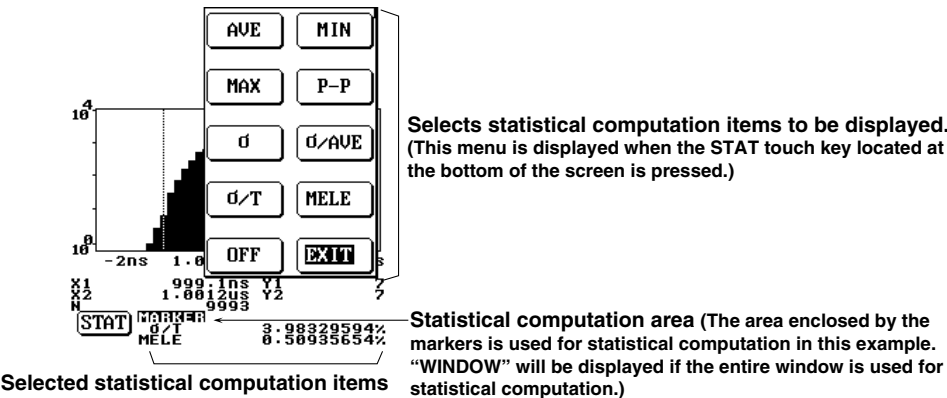 AVE MIN
MAX P-P
σ σ/AVE
σ/T MELE
OFF EXIT
10 4
10 0
-2ns 1.0 s
X1 999.1ns Y1 7
X2 1.0012us Y2 7
N 9993
STAT MARKER
σ/T 3.98329594%
MELE 0.50935654%
Selects statistical computation items to be displayed.
(This menu is displayed when the STAT touch key located at
the bottom of the screen is pressed.)
Statistical computation area (The area enclosed by the
markers is used for statistical computation in this example.
“WINDOW” will be displayed if the entire window is used for
statistical computation.)
Selected statistical computation items